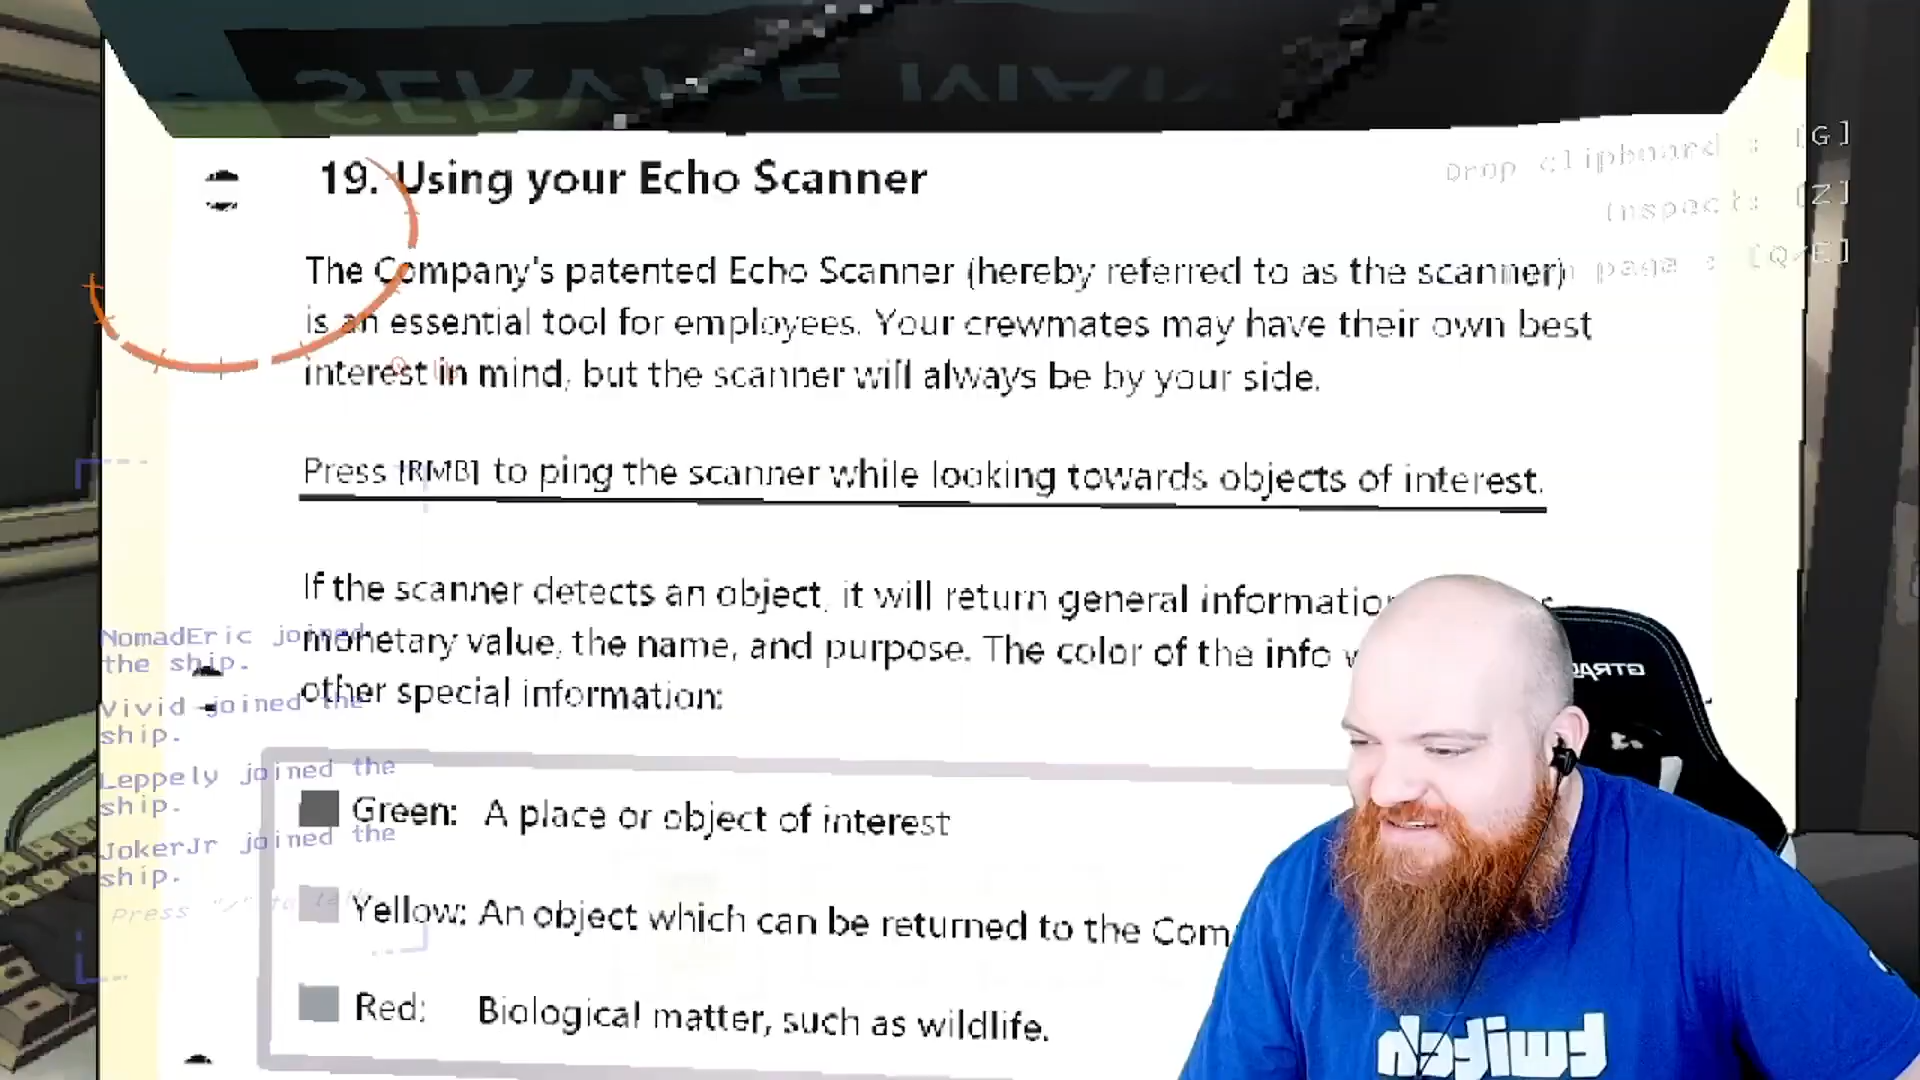 SERVICE MAN
19. Using your Echo Scanner
Drop clipboard : [G]
Inspect: [Z]
page : [Q/E]
The Company's patented Echo Scanner (hereby referred to as the scanner)
is an essential tool for employees. Your crewmates may have their own best
interest in mind, but the scanner will always be by your side.
Press [RMB] to ping the scanner while looking towards objects of interest.
If the scanner detects an object, it will return general information
monetary value, the name, and purpose. The color of the info
other special information:
NomadEric joined
the ship.
Vivid joined the
ship.
Leppely joined the
ship.
JokerJr joined the
ship.
Press "/" to talk
Green: A place or object of interest
Yellow: An object which can be returned to the Com
Red: Biological matter, such as wildlife.